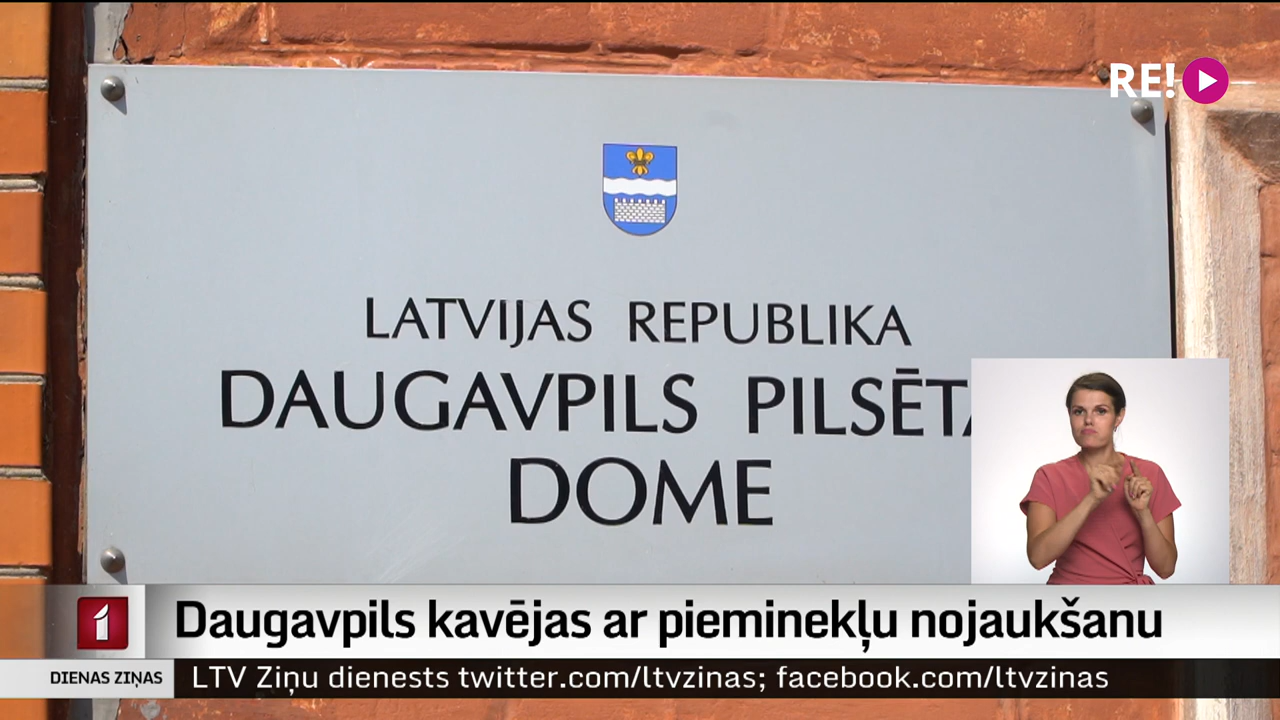 RE!
LATVIJAS REPUBLIKA
DAUGAVPILS PILSĒTA
DOME
1
Daugavpils kavējas ar pieminekļu nojaukšanu
DIENAS ZIŅAS
LTV Ziņu dienests twitter.com/ltvzinas; facebook.com/ltvzinas